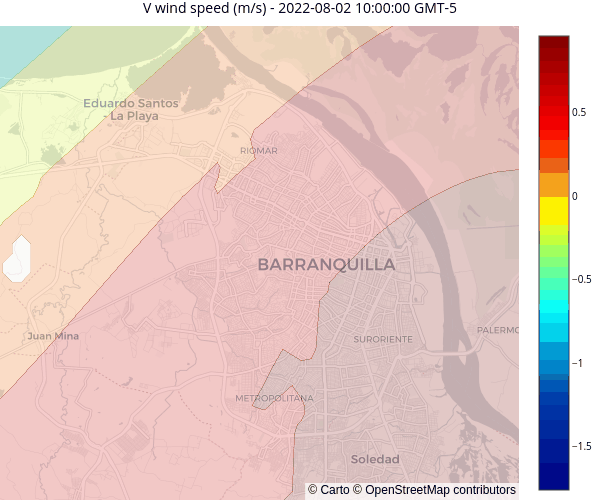 V wind speed (m/s) - 2022-08-02 10:00:00 GMT-5
Eduardo Santos
- La Playa
RIOMAR
BARRANQUILLA
Juan Mina
SURORIENTE
PALERMO
METROPOLITANA
Soledad
© Carto © OpenStreetMap contributors
0.5
0
−0.5
−1
−1.5